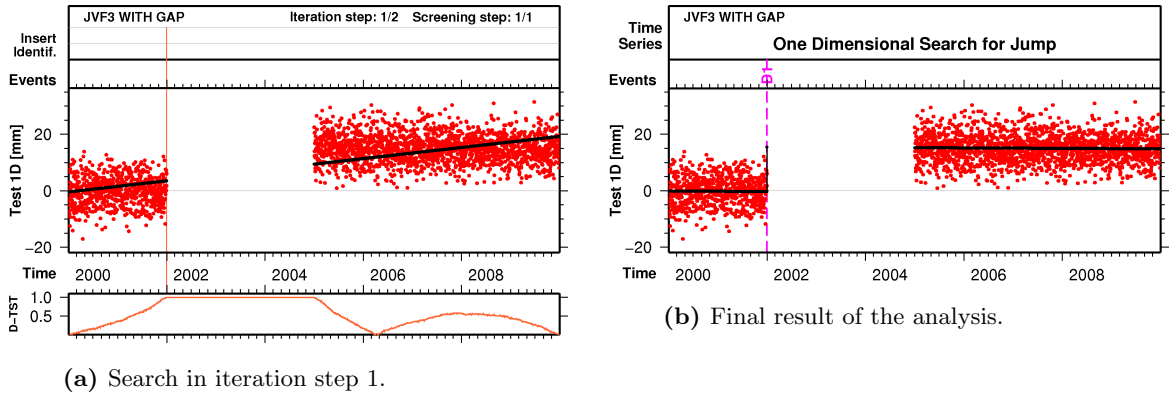 JVF3 WITH GAP Iteration step: 1/2 Screening step: 1/1
Insert
Identif.
Events
20
0
−20
Test 1D [mm]
Time 2000 2002 2004 2006 2008
1.0
0.5
D−TST
(a) Search in iteration step 1.
JVF3 WITH GAP
Time
Series
One Dimensional Search for Jump
Events
D1
20
0
−20
Test 1D [mm]
Time 2000 2002 2004 2006 2008
(b) Final result of the analysis.